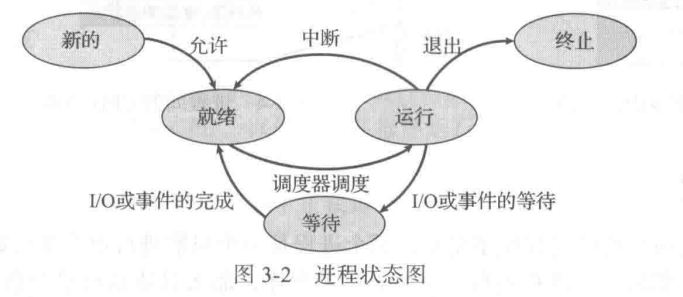 新的
允许
中断
退出
终止
就绪
运行
调度器调度
I/O或事件的完成
I/O或事件的等待
等待
图 3-2 进程状态图